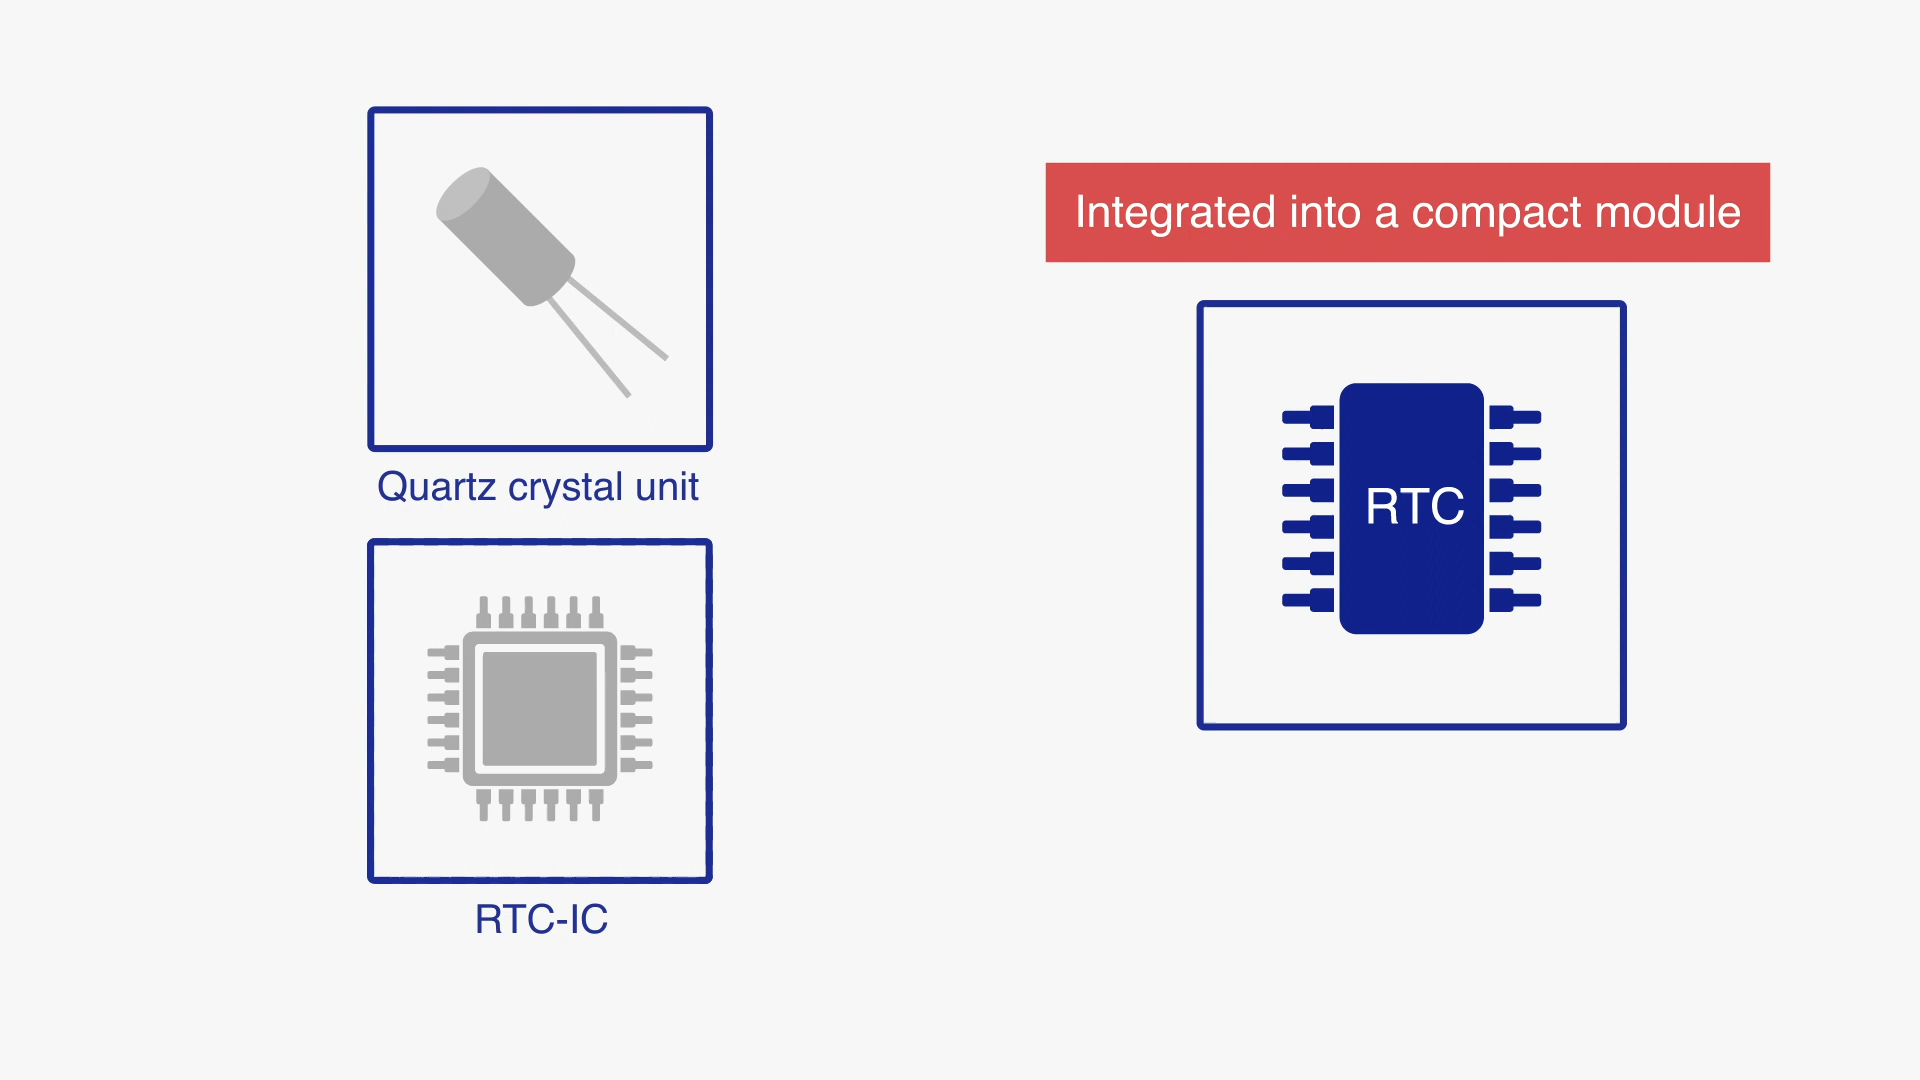 Quartz crystal unit
RTC-IC
Integrated into a compact module
RTC